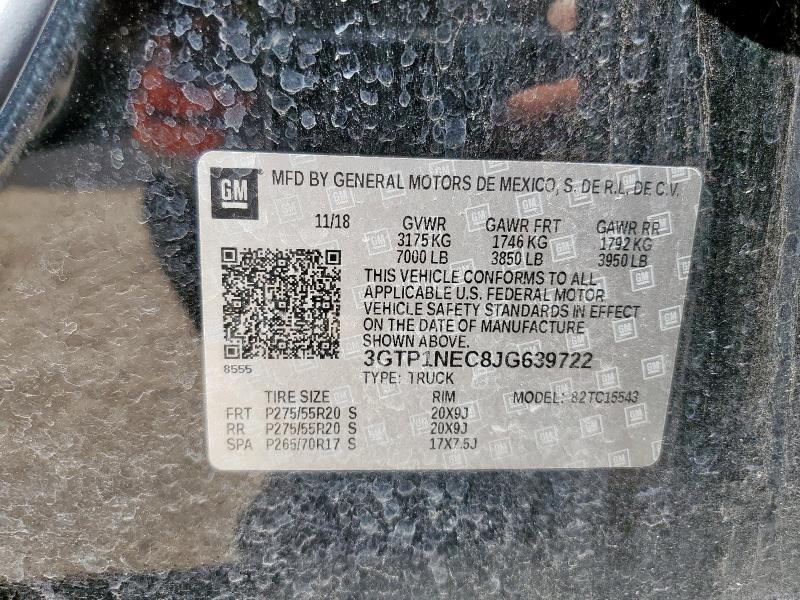 GM MFD BY GENERAL MOTORS DE MEXICO, S. DE R.L. DE C.V.
11/18 GVWR GAWR FRT GAWR RR
3175 KG 1746 KG 1792 KG
7000 LB 3850 LB 3950 LB
THIS VEHICLE CONFORMS TO ALL
APPLICABLE U.S. FEDERAL MOTOR
VEHICLE SAFETY STANDARDS IN EFFECT
ON THE DATE OF MANUFACTURE
SHOWN ABOVE.
8555
3GTP1NEC8JG639722
TYPE: TRUCK MODEL: 82TC15543
TIRE SIZE RIM
FRT P275/55R20 S 20X9J
RR P275/55R20 S 20X9J
SPA P265/70R17 S 17X7.5J